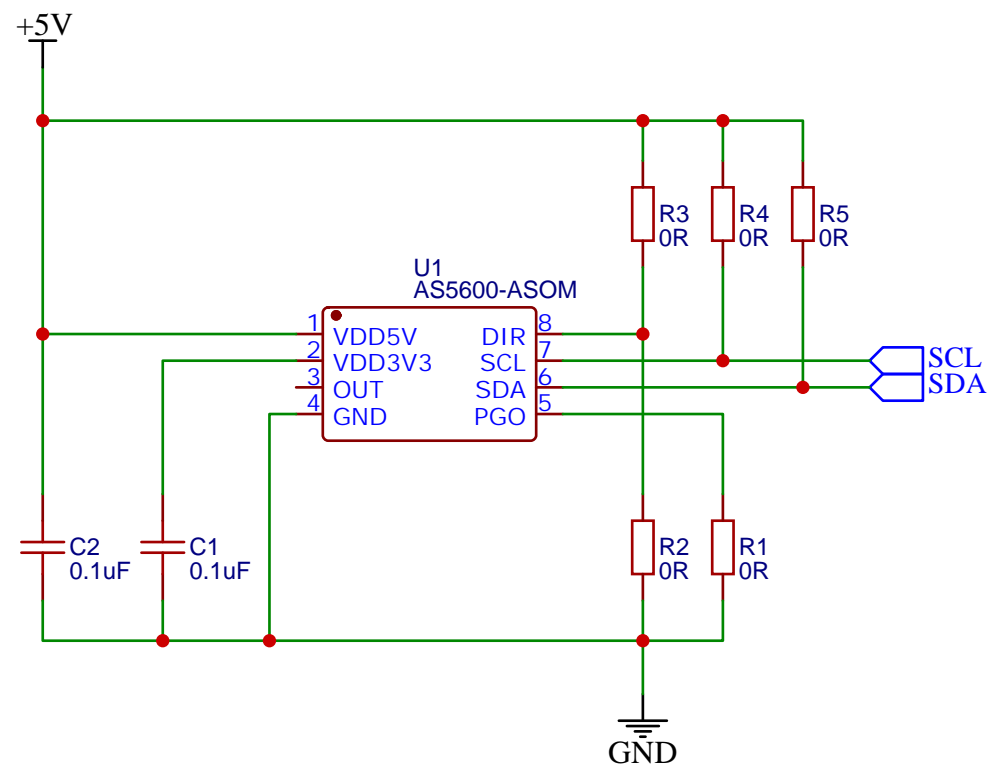 +5V
R3
0R
R4
0R
R5
0R
U1
AS5600-ASOM
1
VDD5V
2
VDD3V3
3
OUT
4
GND
8
DIR
7
SCL
6
SDA
5
PGO
SCL
SDA
C2
0.1uF
C1
0.1uF
R2
0R
R1
0R
GND